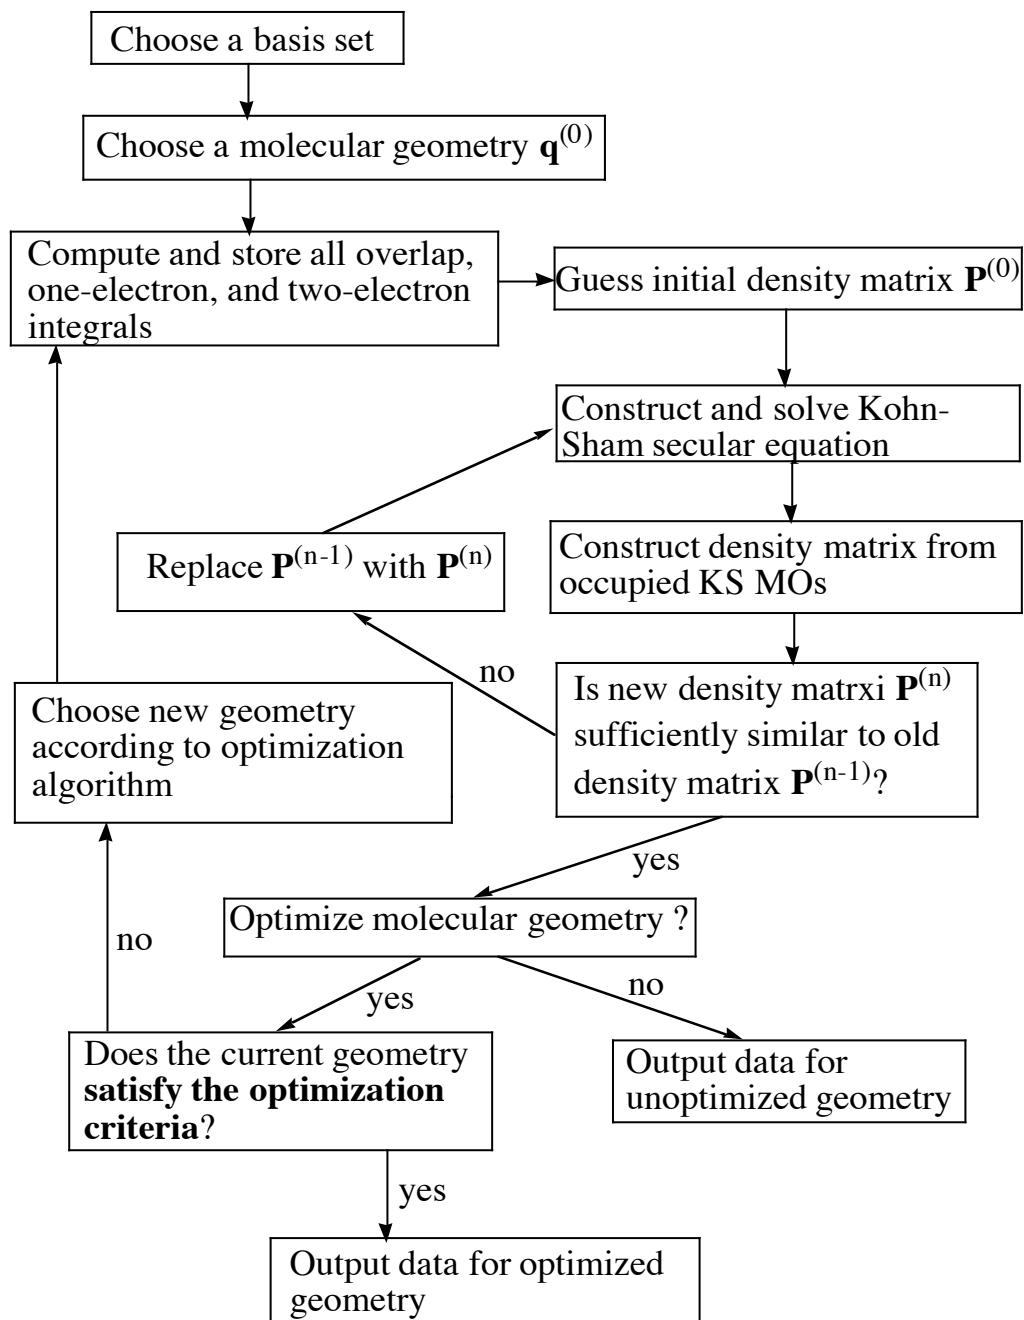 Choose a basis set
Choose a molecular geometry q(0)
Compute and store all overlap,
one-electron, and two-electron
integrals
Guess initial density matrix P(0)
Construct and solve Kohn-
Sham secular equation
Replace P(n-1) with P(n)
Construct density matrix from
occupied KS MOs
no
Is new density matrxi P(n)
sufficiently similar to old
density matrix P(n-1)?
Choose new geometry
according to optimization
algorithm
yes
Optimize molecular geometry ?
no
yes
no
Does the current geometry
satisfy the optimization
criteria?
Output data for
unoptimized geometry
yes
Output data for optimized
geometry